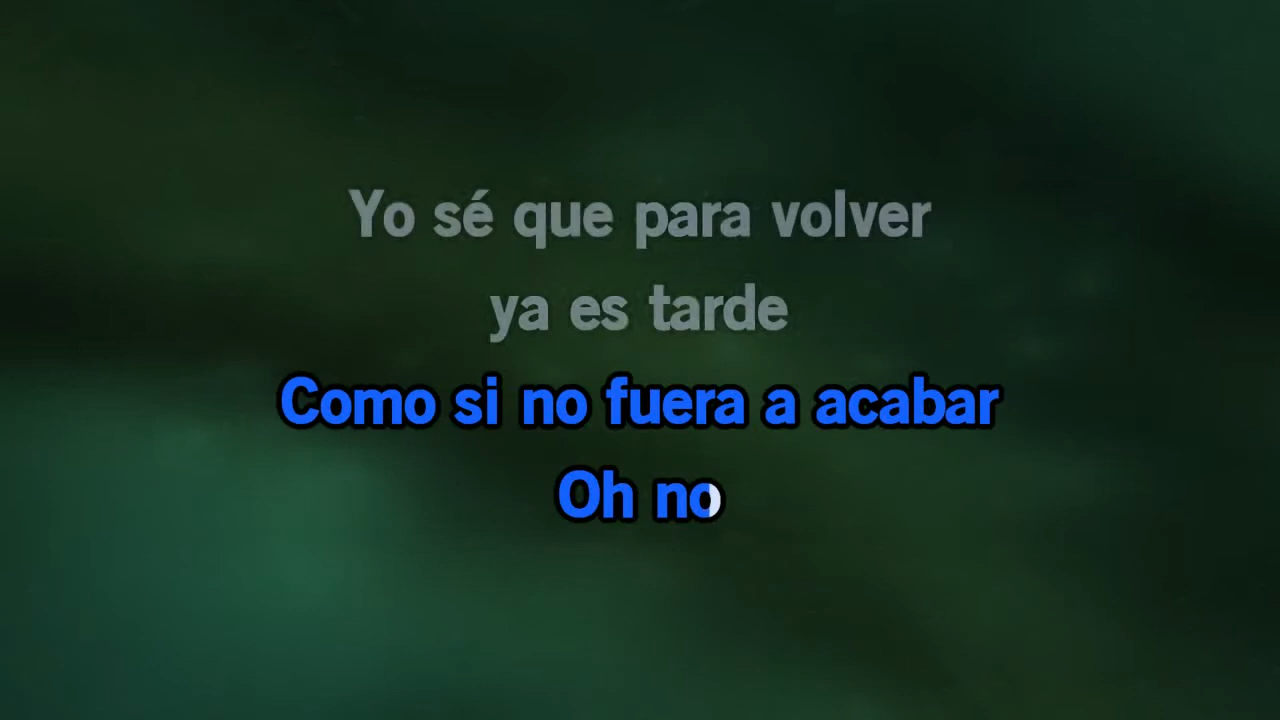 Yo sé que para volver
ya es tarde
Como si no fuera a acabar
Oh no